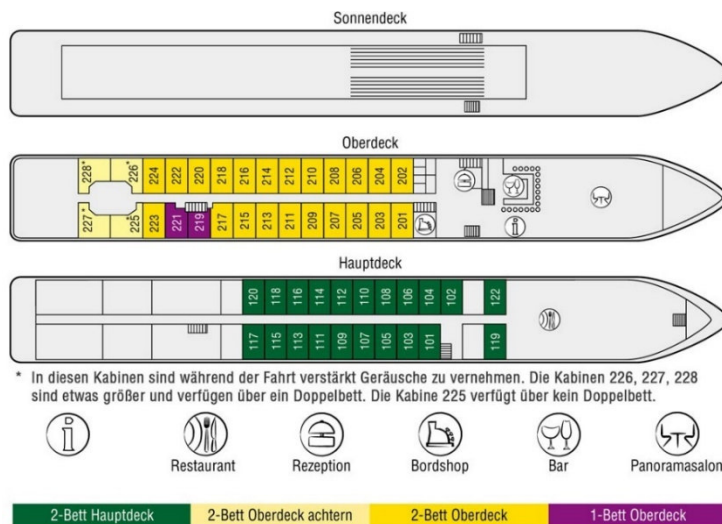 Sonnendeck
Oberdeck
228* 226* 224 222 220 218 216 214 212 210 208 206 204 202
227* 225* 223 221 219 217 215 213 211 209 207 205 203 201
i
Hauptdeck
120 118 116 114 112 110 108 106 104 102 122
117 115 113 111 109 107 105 103 101 119
* In diesen Kabinen sind während der Fahrt verstärkt Geräusche zu vernehmen. Die Kabinen 226, 227, 228
sind etwas größer und verfügen über ein Doppelbett. Die Kabine 225 verfügt über kein Doppelbett.
i
Restaurant Rezeption Bordshop Bar Panoramasalon
2-Bett Hauptdeck 2-Bett Oberdeck achtern 2-Bett Oberdeck 1-Bett Oberdeck